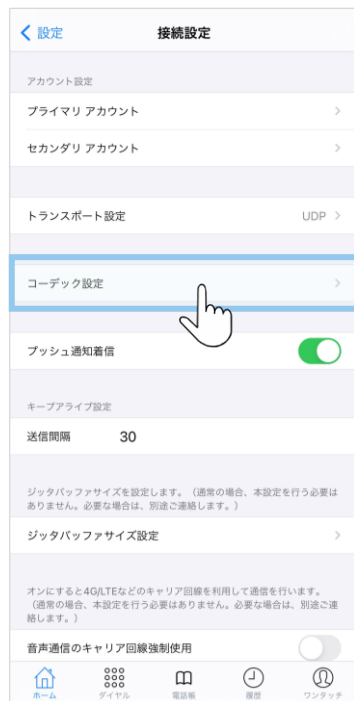 設定
接続設定
アカウント設定
プライマリ アカウント
セカンダリ アカウント
トランスポート設定 UDP
コーデック設定
プッシュ通知着信
キープアライブ設定
送信間隔 30
ジッタバッファサイズを設定します。（通常の場合、本設定を行う必要は
ありません。必要な場合は、別途ご連絡します。）
ジッタバッファサイズ設定
オンにすると4G/LTEなどのキャリア回線を利用して通信を行います。
（通常の場合、本設定を行う必要はありません。必要な場合は、別途ご連
絡します。）
音声通信のキャリア回線強制使用
ホーム ダイヤル 電話帳 履歴 ワンタッチ